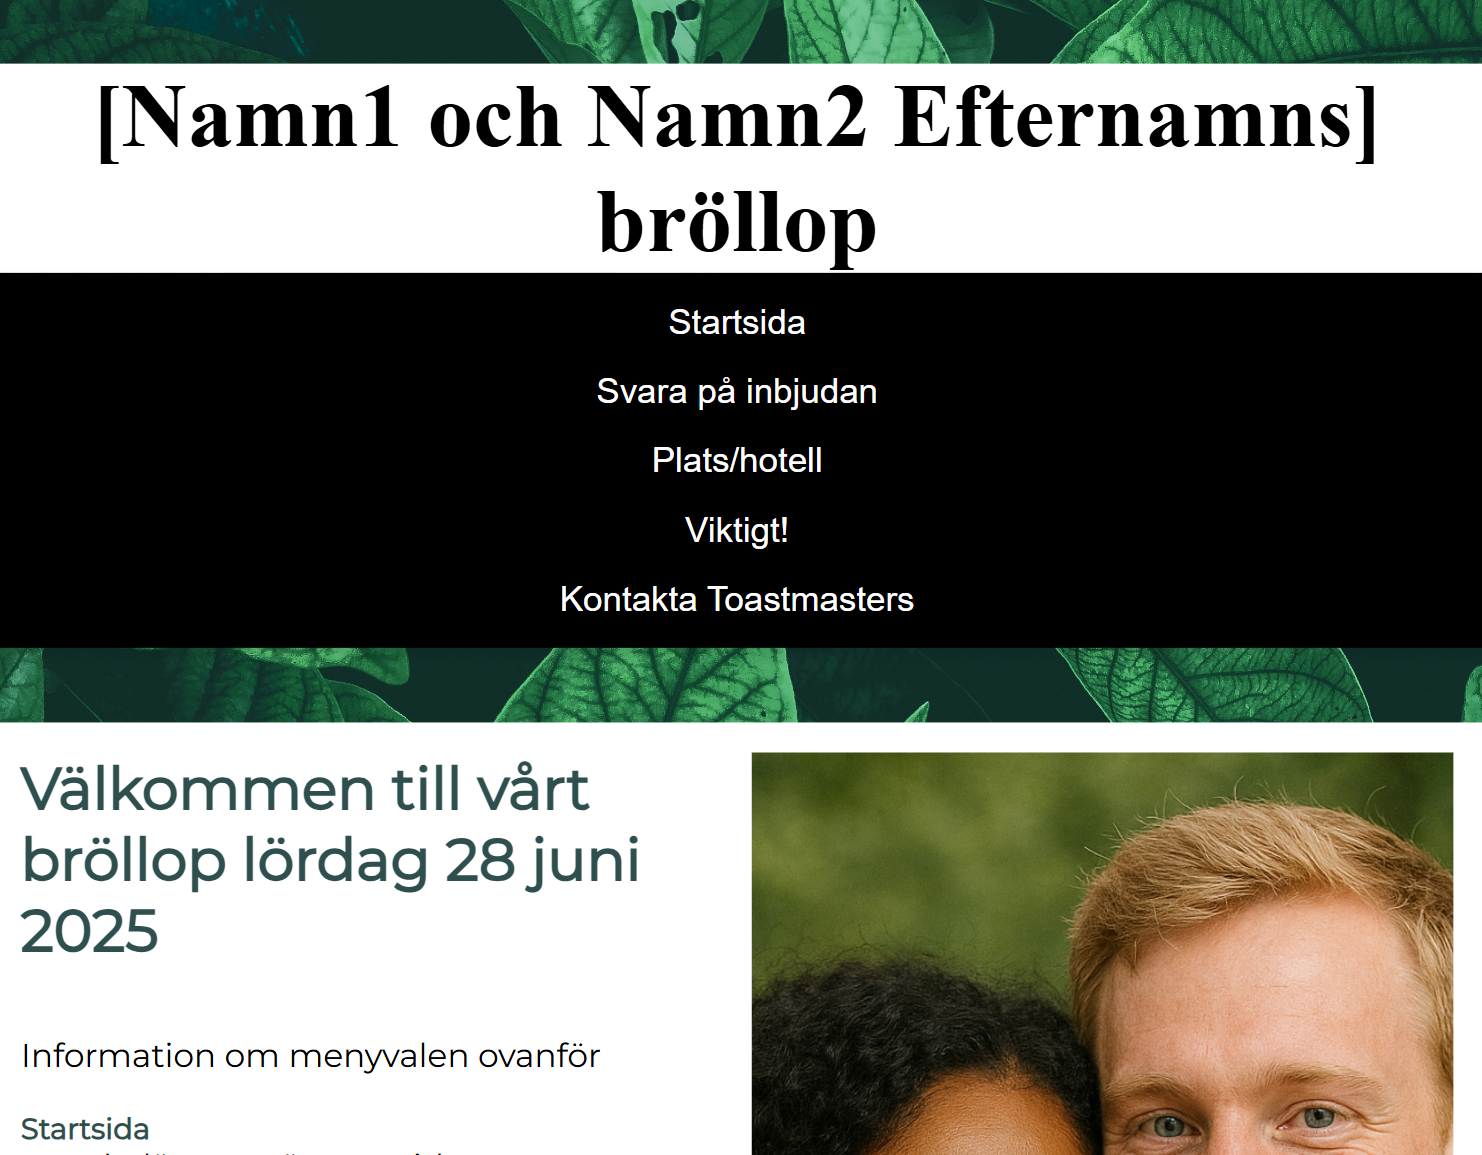 [Namn1 och Namn2 Efternamns]
bröllop
Startsida
Svara på inbjudan
Plats/hotell
Viktigt!
Kontakta Toastmasters
Välkommen till vårt
bröllop lördag 28 juni
2025
Information om menyvalen ovanför
Startsida